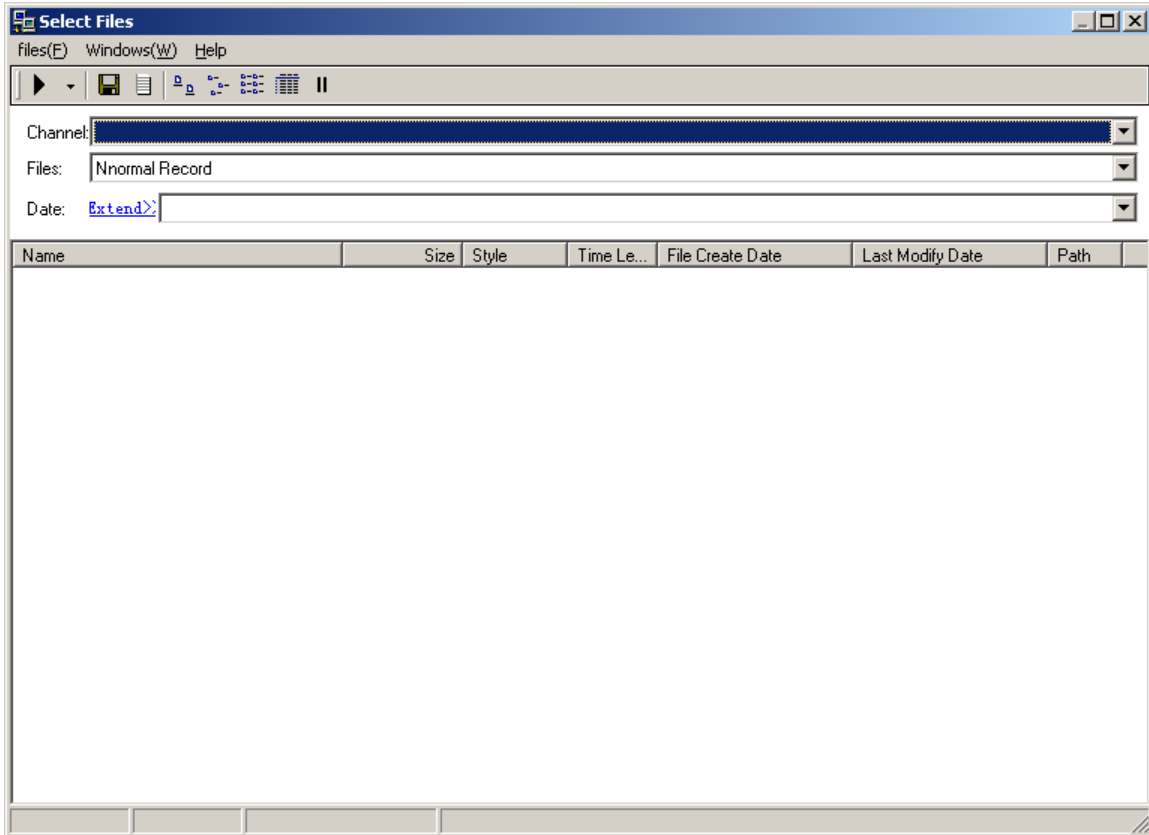 Select Files
files(F) Windows(W) Help
Channel:
Files: Nnormal Record
Date: Extend>>
Name Size Style Time Le... File Create Date Last Modify Date Path